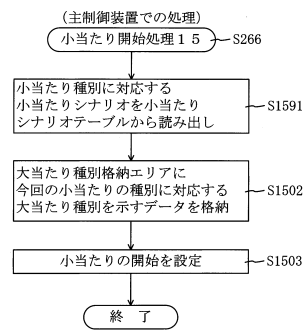 (主制御装置での処理)
小当たり開始処理15
S266
小当たり種別に対応する
小当たりシナリオを小当たり
シナリオテーブルから読み出し
S1591
大当たり種別格納エリアに
今回の小当たりの種別に対応する
大当たり種別を示すデータを格納
S1502
小当たりの開始を設定
S1503
終 了